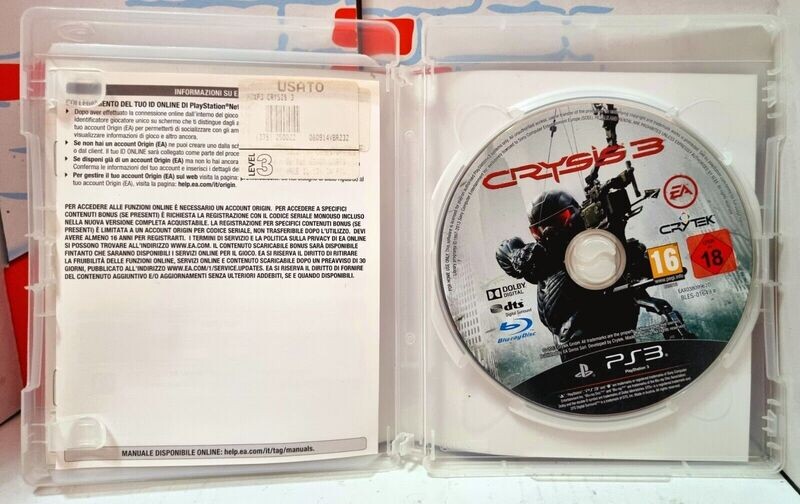 INFORMAZIONI SU E
USATO
CRYSIS 3
060914VBR232
LEVEL 3
DEL TUO ID ONLINE DI PlayStation®Net
Dopo aver effettuato la connessione online dall'interno del gioco
identificatore giocatore unico su schermo che ti distingue dagli a
tuo account Origin (EA) per permetterti di socializzare con gli am
visualizzare informazioni di gioco e altro ancora.
Se non hai un account Origin (EA) ne puoi creare uno dalla sch
o dal client. Il tuo ID ONLINE sarà collegato come parte del proce
Se disponi già di un account Origin (EA) ma non lo hai ancora
Conferma le informazioni del tuo account e inserisci i dettagli de
Per gestire il tuo account Origin (EA) sul web visita la pagina:
tuo account Origin (EA), visita la pagina: help.ea.com/it/origin.
PER ACCEDERE ALLE FUNZIONI ONLINE È NECESSARIO UN ACCOUNT ORIGIN. PER ACCEDERE A SPECIFICI
CONTENUTI BONUS (SE PRESENTI) È RICHIESTA LA REGISTRAZIONE CON IL CODICE SERIALE MONOUSO INCLUSO
NELLA NUOVA VERSIONE COMPLETA ACQUISTABILE. LA REGISTRAZIONE PER SPECIFICI CONTENUTI BONUS (SE
PRESENTI) È LIMITATA A UN ACCOUNT ORIGIN PER CODICE SERIALE, NON TRASFERIBILE DOPO L'UTILIZZO. DEVI
AVERE ALMENO 16 ANNI PER REGISTRARTI. I TERMINI DI SERVIZIO E LA POLITICA SULLA PRIVACY DI EA ONLINE
SI POSSONO TROVARE ALL'INDIRIZZO WWW.EA.COM. IL CONTENUTO SCARICABILE BONUS SARÀ DISPONIBILE
FINTANTO CHE SARANNO DISPONIBILI I SERVIZI ONLINE PER IL GIOCO. EA SI RISERVA IL DIRITTO DI RITIRARE
LA FRUIBILITÀ DELLE FUNZIONI ONLINE, SERVIZI ONLINE E CONTENUTO SCARICABILE DOPO UN PREAVVISO DI 30
GIORNI, PUBBLICATO ALL'INDIRIZZO WWW.EA.COM/1/SERVICE.UPDATES. EA SI RISERVA IL DIRITTO DI FORNIRE
DEL CONTENUTO AGGIUNTIVO E/O AGGIORNAMENTI SENZA ULTERIORI ADDEBITI, SE E QUANDO DISPONIBILI.
MANUALE DISPONIBILE ONLINE: help.ea.com/it/tag/manuals.
CRYSIS 3
EA
CRYTEK
16
www.pegi.info
18
DOLBY
DIGITAL
dts
Digital Surround
Blu-ray Disc
PS3
PlayStation 3